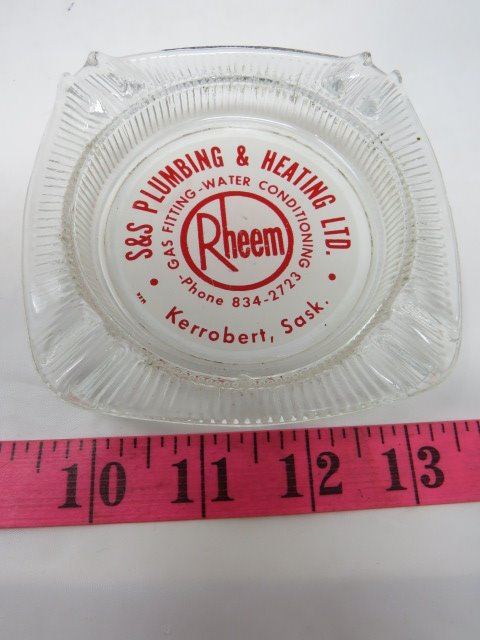 S&S PLUMBING & HEATING LTD.
GAS FITTING-WATER CONDITIONING
Rheem
-Phone 834-2723
• Kerrobert, Sask. •
10 11 12 13